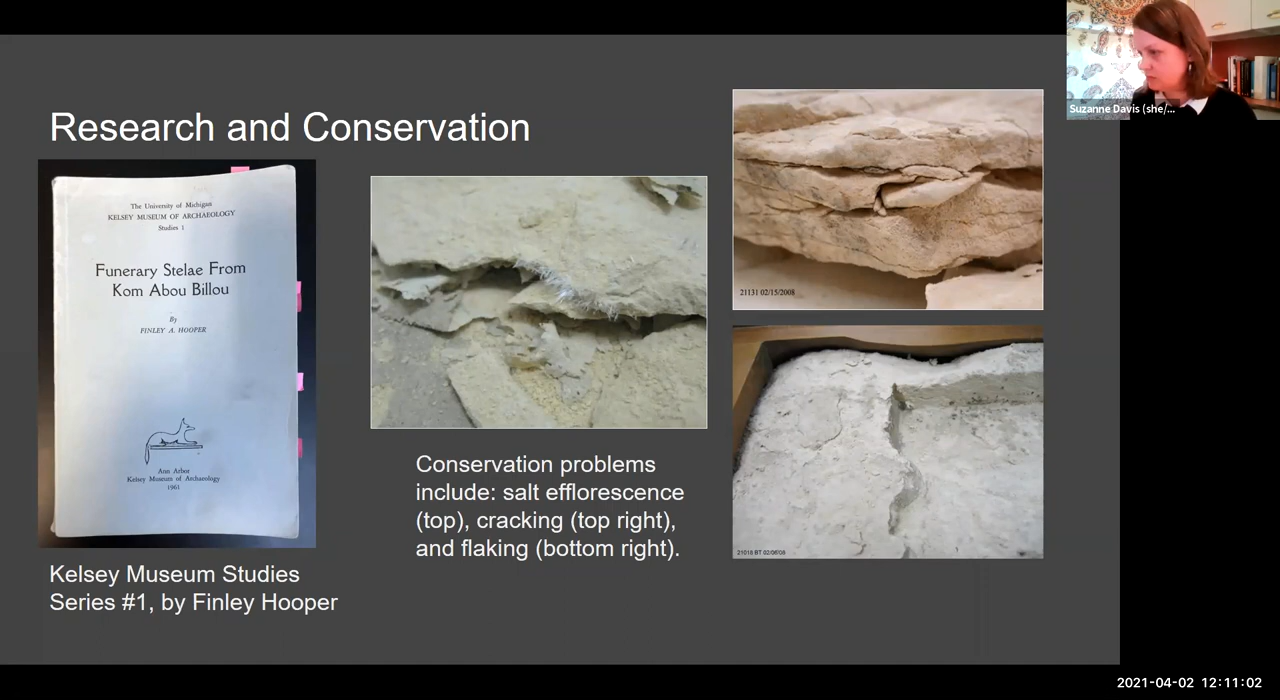 Research and Conservation
The University of Michigan
KELSEY MUSEUM OF ARCHAEOLOGY
Studies 1
Funerary Stelae From
Kom Abou Billou
By
FINLEY A. HOOPER
Ann Arbor
Kelsey Museum of Archaeology
1961
Kelsey Museum Studies
Series #1, by Finley Hooper
Conservation problems
include: salt efflorescence
(top), cracking (top right),
and flaking (bottom right).
21131 02/15/2008
21018 BT 02/08/08
Suzanne Davis (she/...
2021-04-02 12:11:02